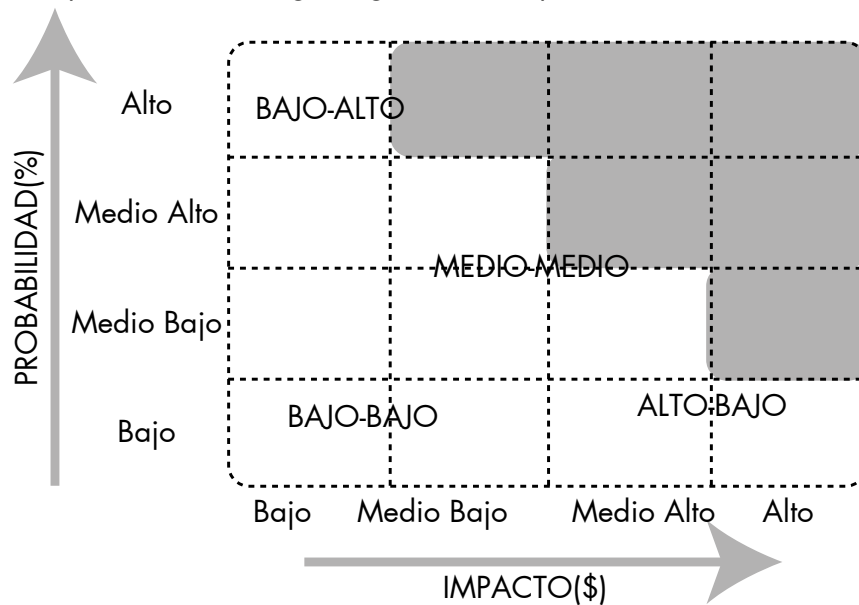 Alto
BAJO-ALTO
PROBABILIDAD(%)
Medio Alto
MEDIO-MEDIO
Medio Bajo
Bajo
BAJO-BAJO
ALTO-BAJO
Bajo
Medio Bajo
Medio Alto
Alto
IMPACTO($)